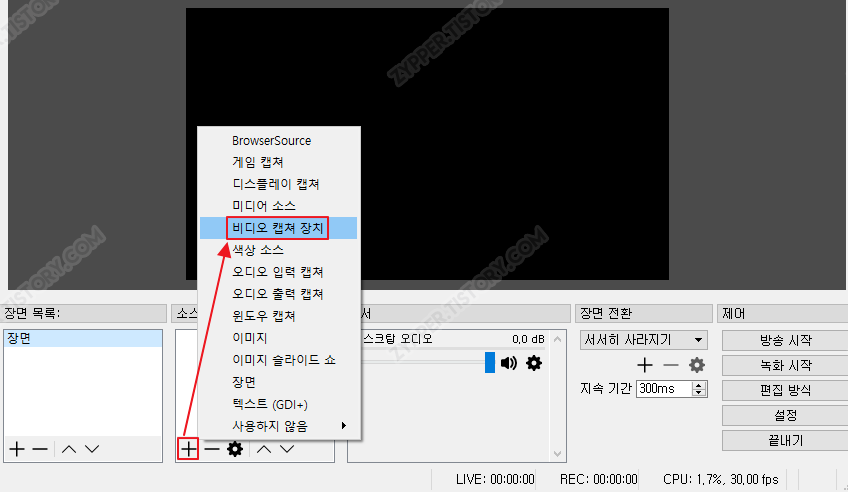 ZYPPER.TISTORY.COM
BrowserSource
게임 캡쳐
디스플레이 캡쳐
미디어 소스
비디오 캡쳐 장치
색상 소스
오디오 입력 캡쳐
오디오 출력 캡쳐
윈도우 캡쳐
이미지
이미지 슬라이드 쇼
장면
텍스트 (GDI+)
사용하지 않음
장면 목록:
장면
소스
서
스크탑 오디오
0,0 dB
장면 전환
서서히 사라지기
지속 기간 300ms
제어
방송 시작
녹화 시작
편집 방식
설정
끝내기
LIVE: 00:00:00 REC: 00:00:00 CPU: 1,7%, 30,00 fps